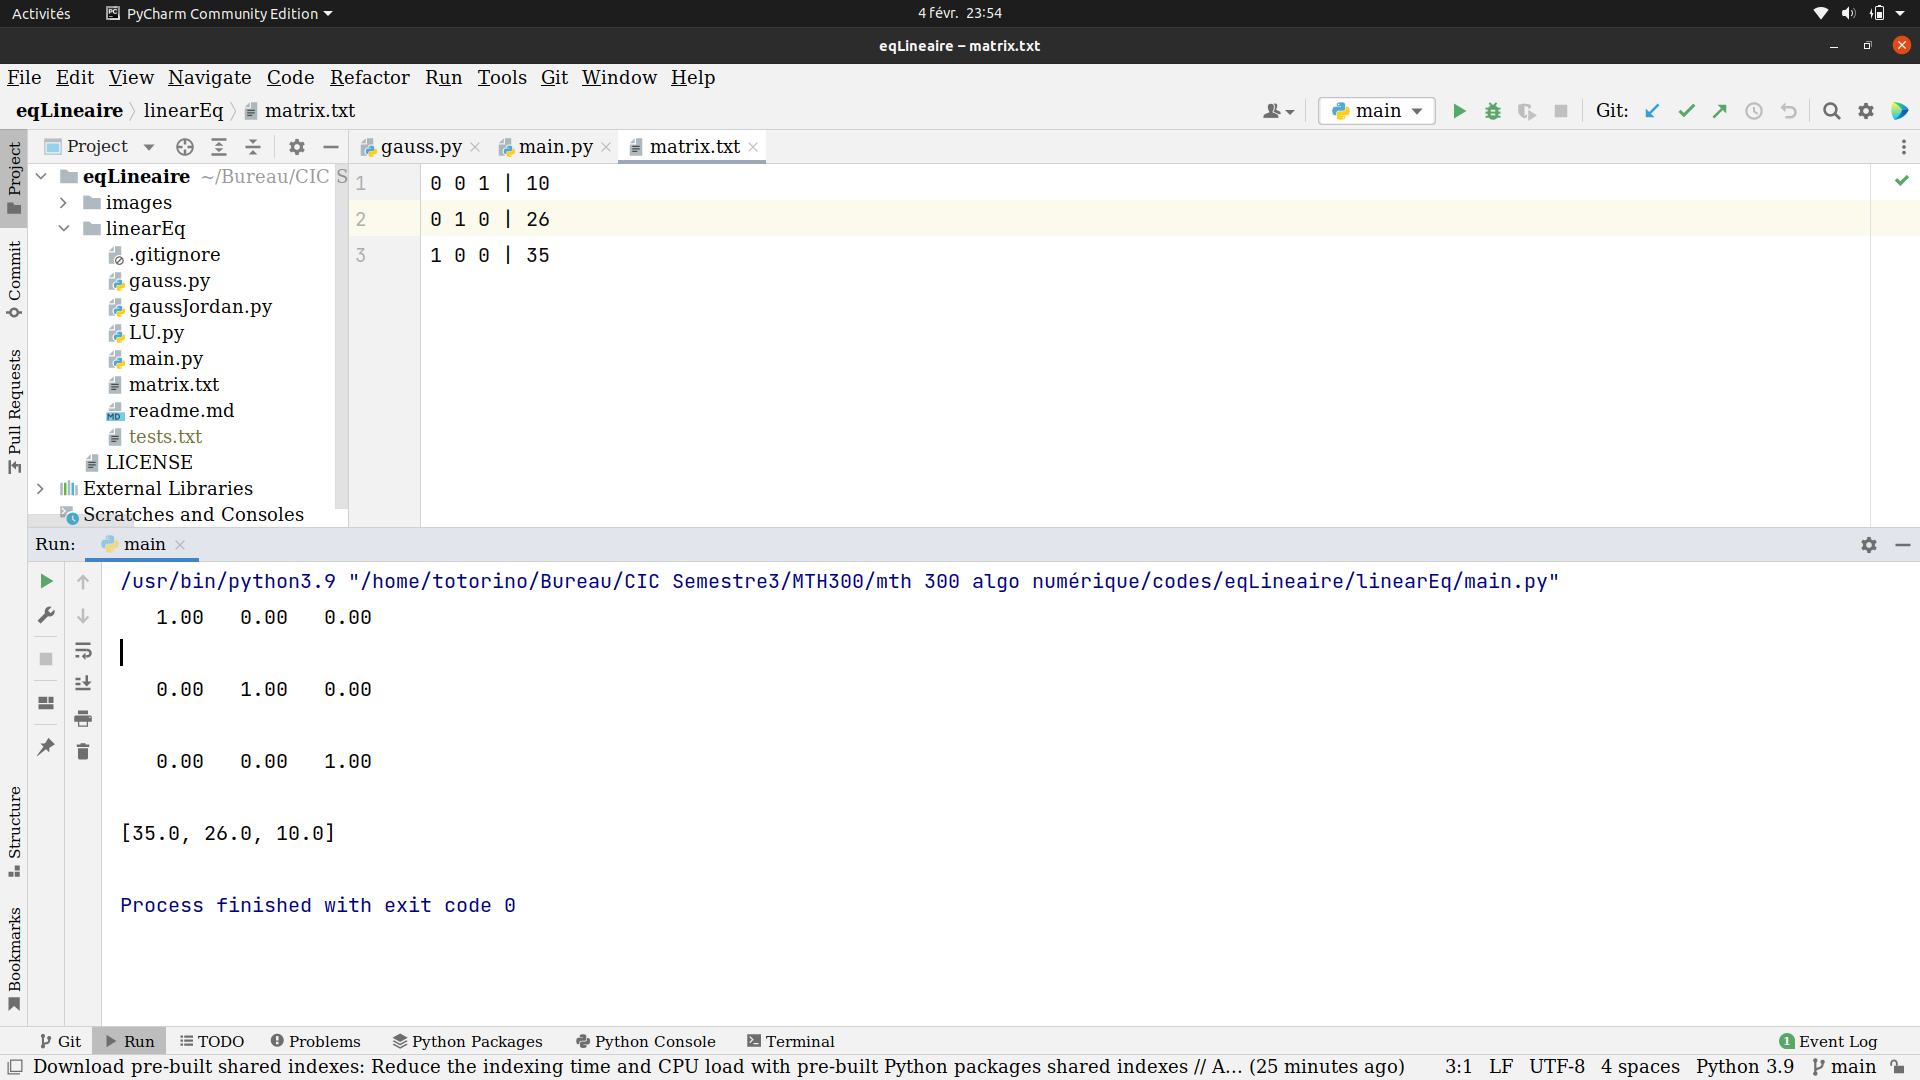 Activités PyCharm Community Edition 4 févr. 23:54
eqLineaire – matrix.txt
File Edit View Navigate Code Refactor Run Tools Git Window Help
eqLineaire linearEq matrix.txt main Git:
Project
gauss.py main.py matrix.txt
eqLineaire ~/Bureau/CIC S
images
linearEq
.gitignore
gauss.py
gaussJordan.py
LU.py
main.py
matrix.txt
readme.md
tests.txt
LICENSE
External Libraries
Scratches and Consoles
1 0 0 1 | 10
2 0 1 0 | 26
3 1 0 0 | 35
Project
Commit
Pull Requests
Structure
Bookmarks
Run: main
/usr/bin/python3.9 "/home/totorino/Bureau/CIC Semestre3/MTH300/mth 300 algo numérique/codes/eqLineaire/linearEq/main.py"
1.00 0.00 0.00
0.00 1.00 0.00
0.00 0.00 1.00
[35.0, 26.0, 10.0]
Process finished with exit code 0
Git Run TODO Problems Python Packages Python Console Terminal 1 Event Log
Download pre-built shared indexes: Reduce the indexing time and CPU load with pre-built Python packages shared indexes // A... (25 minutes ago) 3:1 LF UTF-8 4 spaces Python 3.9 main